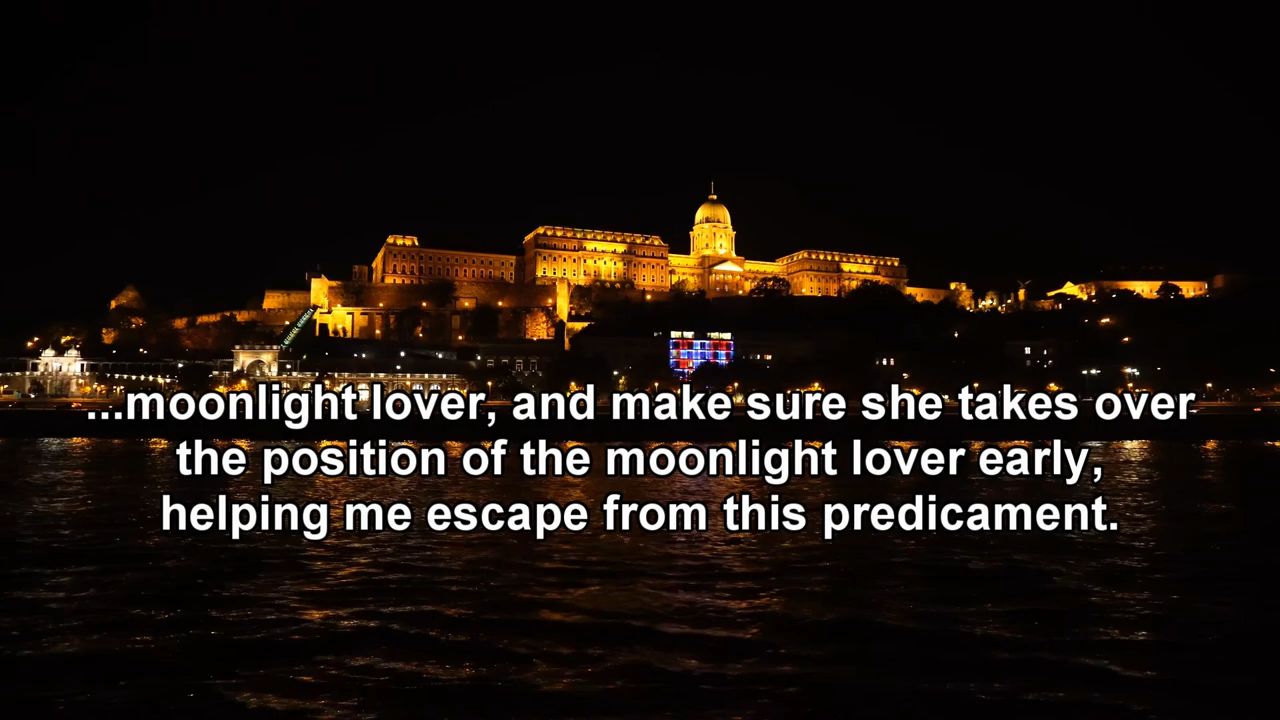 ...moonlight lover, and make sure she takes over
the position of the moonlight lover early,
helping me escape from this predicament.